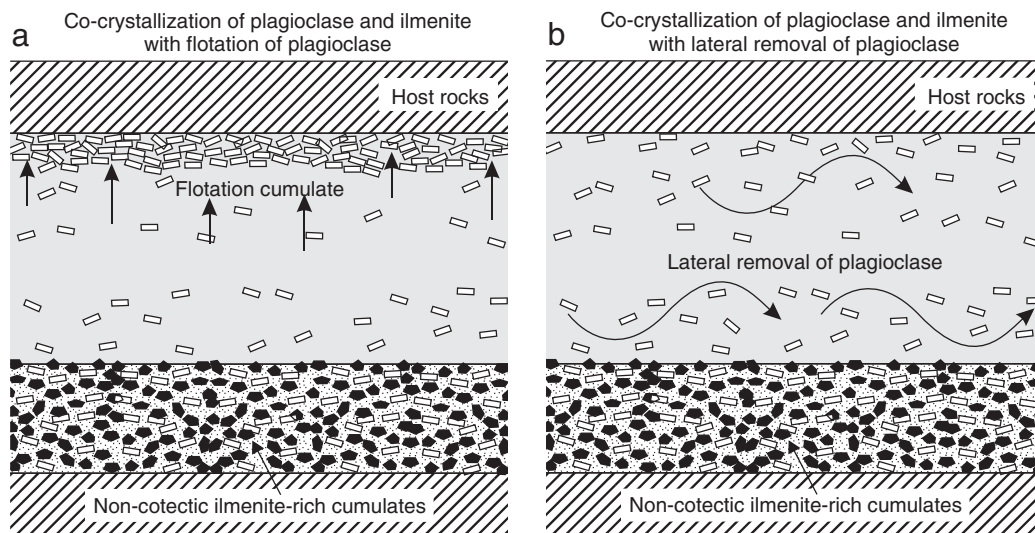 a
Co-crystallization of plagioclase and ilmenite
with flotation of plagioclase
Host rocks
Flotation cumulate
Non-cotectic ilmenite-rich cumulates
b
Co-crystallization of plagioclase and ilmenite
with lateral removal of plagioclase
Host rocks
Lateral removal of plagioclase
Non-cotectic ilmenite-rich cumulates